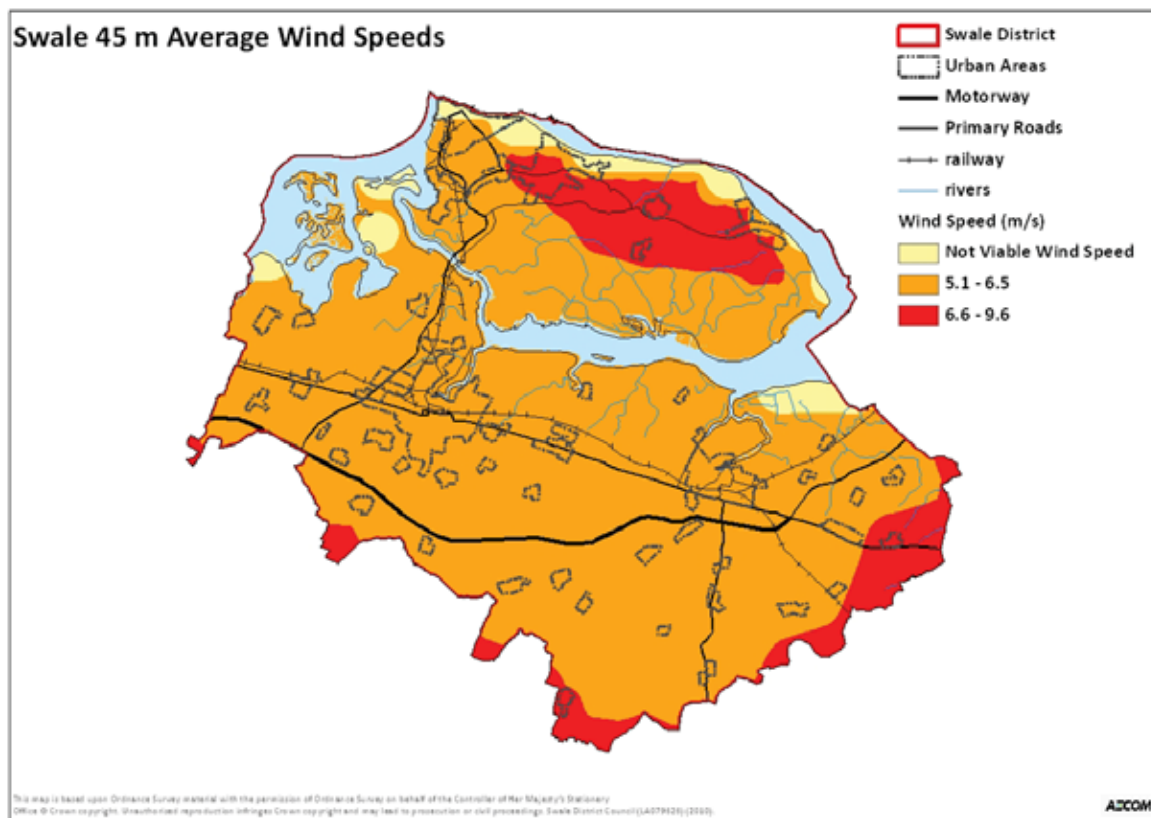 Swale 45 m Average Wind Speeds
Swale District
Urban Areas
Motorway
Primary Roads
railway
rivers
Wind Speed (m/s)
Not Viable Wind Speed
5.1 - 6.5
6.6 - 9.6
This map is based upon Ordnance Survey material with the permission of Ordnance Survey on behalf of the Controller of Her Majesty's Stationery
Office © Crown copyright. Unauthorised reproduction infringes Crown copyright and may lead to prosecution or civil proceedings. Swale District Council (2010).
AECOM